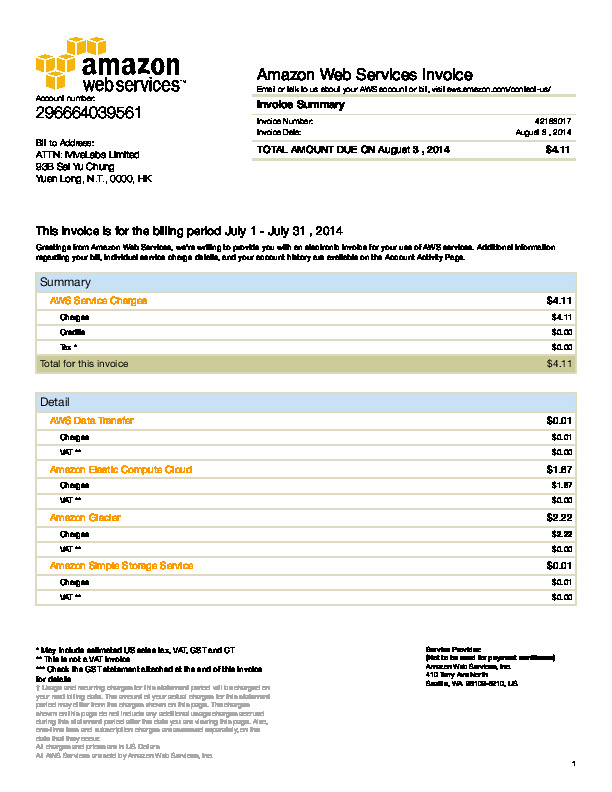 amazon
webservices™
Account number:
296664039561
Bill to Address:
ATTN: MvaLabs Limited
93B Sai Yu Chung
Yuen Long, N.T., 0000, HK
Amazon Web Services Invoice
Email or talk to us about your AWS account or bill, visit aws.amazon.com/contact-us/
Invoice Summary
Invoice Number: 42183017
Invoice Date: August 3 , 2014
TOTAL AMOUNT DUE ON August 3 , 2014 $4.11
This invoice is for the billing period July 1 - July 31 , 2014
Greetings from Amazon Web Services, we're writing to provide you with an electronic invoice for your use of AWS services. Additional information
regarding your bill, individual service charge details, and your account history are available on the Account Activity Page.
Summary
AWS Service Charges $4.11
Charges $4.11
Credits $0.00
Tax * $0.00
Total for this invoice $4.11
Detail
AWS Data Transfer $0.01
Charges $0.01
VAT ** $0.00
Amazon Elastic Compute Cloud $1.87
Charges $1.87
VAT ** $0.00
Amazon Glacier $2.22
Charges $2.22
VAT ** $0.00
Amazon Simple Storage Service $0.01
Charges $0.01
VAT ** $0.00
* May include estimated US sales tax, VAT, GST and CT
** This is not a VAT invoice
*** Check the GST statement attached at the end of this invoice
for details
† Usage and recurring charges for this statement period will be charged on
your next billing date. The amount of your actual charges for this statement
period may differ from the charges shown on this page. The charges
shown on this page do not include any additional usage charges accrued
during this statement period after the date you are viewing this page. Also,
one-time fees and subscription charges are assessed separately, on the
date that they occur.
All charges and prices are in US Dollars
All AWS Services are sold by Amazon Web Services, Inc.
Service Provider:
(Not to be used for payment remittance)
Amazon Web Services, Inc.
410 Terry Ave North
Seattle, WA 98109-5210, US
1